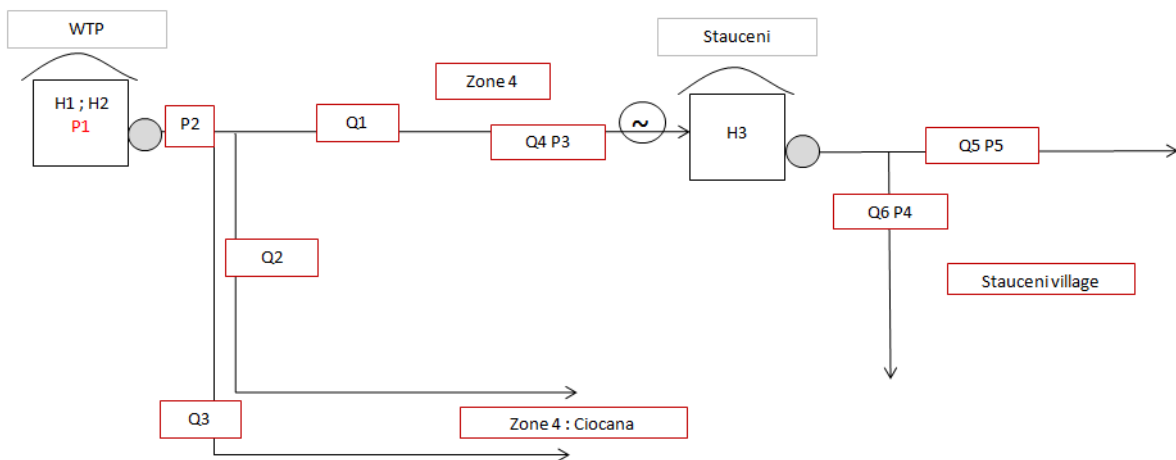 WTP
Stauceni
Zone 4
H1 ; H2
P1
P2
Q1
Q4 P3
~
H3
Q5 P5
Q6 P4
Q2
Stauceni village
Q3
Zone 4 : Ciocana